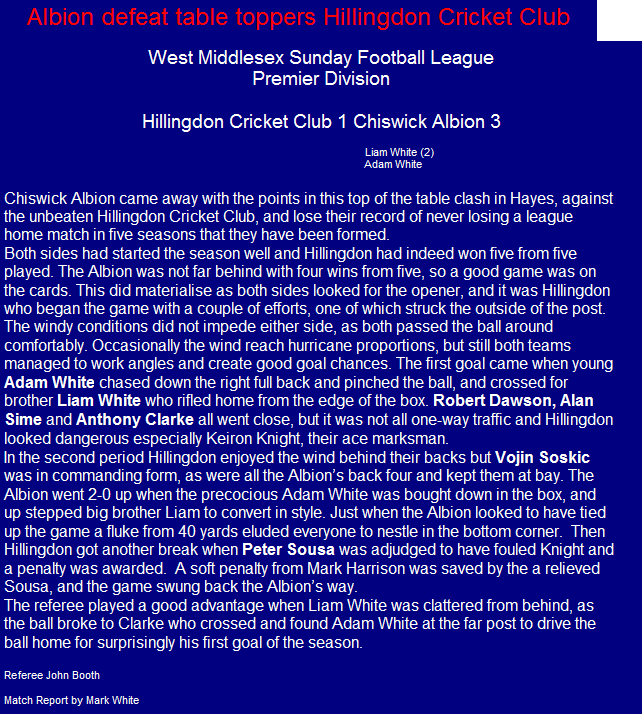 Albion defeat table toppers Hillingdon Cricket Club
West Middlesex Sunday Football League
Premier Division
Hillingdon Cricket Club 1 Chiswick Albion 3
Liam White (2)
Adam White
Chiswick Albion came away with the points in this top of the table clash in Hayes, against
the unbeaten Hillingdon Cricket Club, and lose their record of never losing a league
home match in five seasons that they have been formed.
Both sides had started the season well and Hillingdon had indeed won five from five
played. The Albion was not far behind with four wins from five, so a good game was on
the cards. This did materialise as both sides looked for the opener, and it was Hillingdon
who began the game with a couple of efforts, one of which struck the outside of the post.
The windy conditions did not impede either side, as both passed the ball around
comfortably. Occasionally the wind reach hurricane proportions, but still both teams
managed to work angles and create good goal chances. The first goal came when young
Adam White chased down the right full back and pinched the ball, and crossed for
brother Liam White who rifled home from the edge of the box. Robert Dawson, Alan
Sime and Anthony Clarke all went close, but it was not all one-way traffic and Hillingdon
looked dangerous especially Keiron Knight, their ace marksman.
In the second period Hillingdon enjoyed the wind behind their backs but Vojin Soskic
was in commanding form, as were all the Albion's back four and kept them at bay. The
Albion went 2-0 up when the precocious Adam White was bought down in the box, and
up stepped big brother Liam to convert in style. Just when the Albion looked to have tied
up the game a fluke from 40 yards eluded everyone to nestle in the bottom corner. Then
Hillingdon got another break when Peter Sousa was adjudged to have fouled Knight and
a penalty was awarded. A soft penalty from Mark Harrison was saved by the a relieved
Sousa, and the game swung back the Albion's way.
The referee played a good advantage when Liam White was clattered from behind, as
the ball broke to Clarke who crossed and found Adam White at the far post to drive the
ball home for surprisingly his first goal of the season.
Referee John Booth
Match Report by Mark White